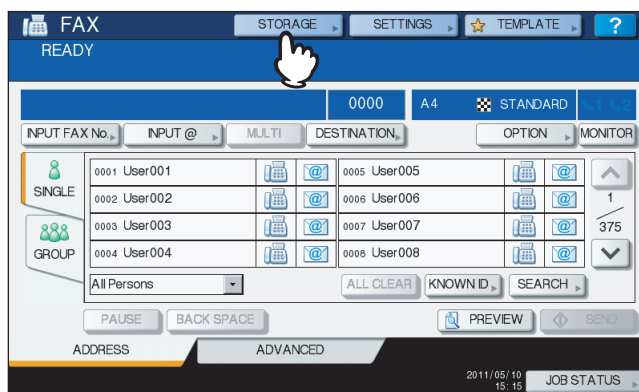 FAX STORAGE SETTINGS TEMPLATE ?
READY
0000 A4 STANDARD 1 2
INPUT FAX No. INPUT @ MULTI DESTINATION OPTION MONITOR
SINGLE
GROUP
0001 User001 @ 0005 User005 @
0002 User002 @ 0006 User006 @
0003 User003 @ 0007 User007 @
0004 User004 @ 0008 User008 @
1
375
All Persons ALL CLEAR KNOWN ID SEARCH
PAUSE BACK SPACE PREVIEW SEND
ADDRESS ADVANCED
2011/05/10
15:15 JOB STATUS